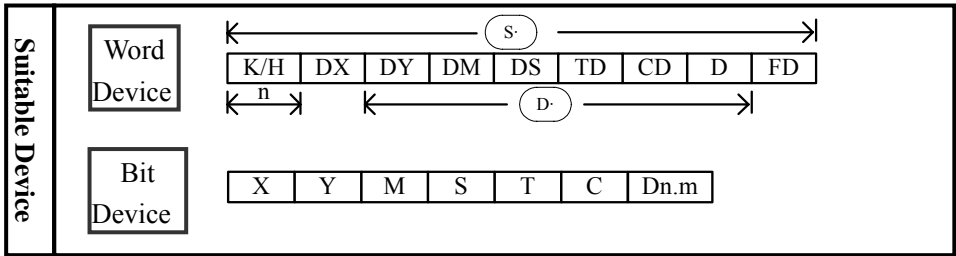 Suitable Device
Word
Device
S·
K/H DX DY DM DS TD CD D FD
n
D·
Bit
Device
X Y M S T C Dn.m